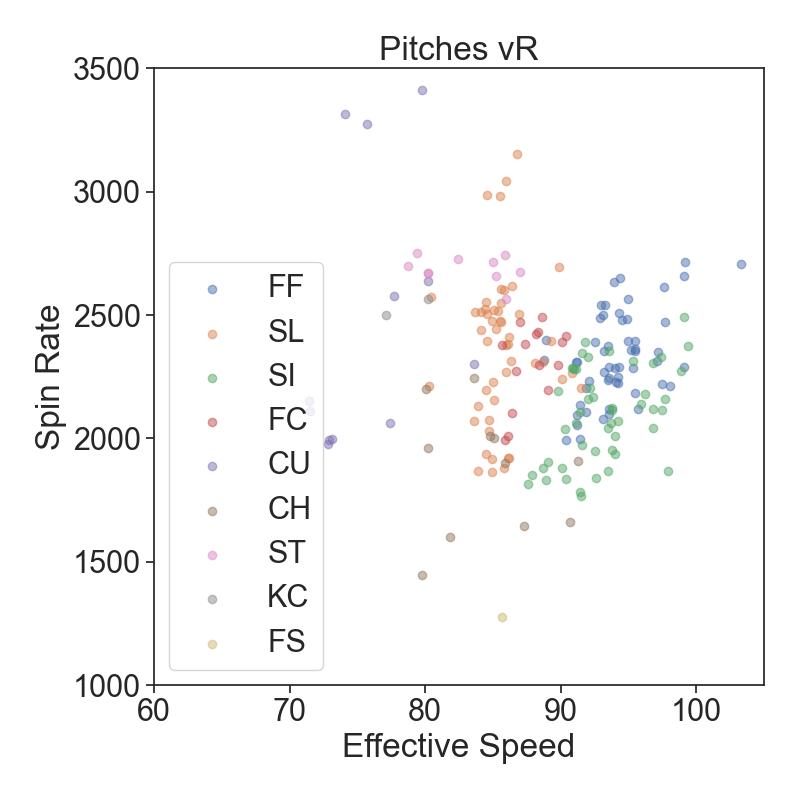 Pitches vR
3500
3000
2500
2000
1500
1000
Spin Rate
FF
SL
SI
FC
CU
CH
ST
KC
FS
60 70 80 90 100
Effective Speed